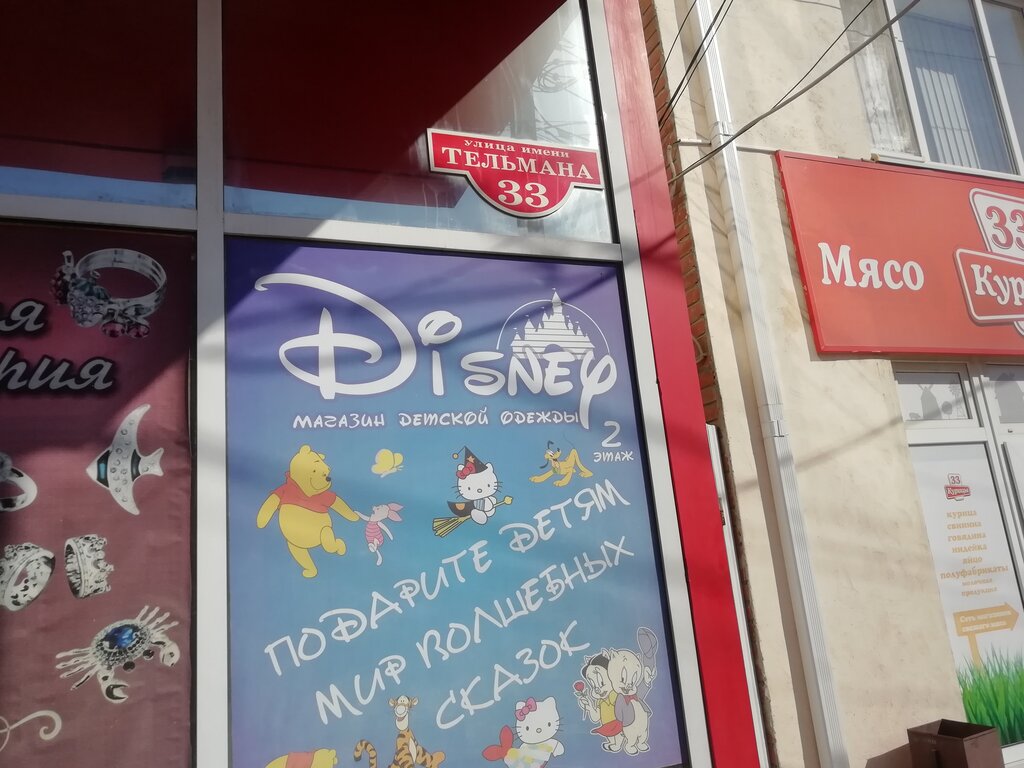 улица имени
ТЕЛЬМАНА
33
Disney
магазин детской одежды
2
этаж
ПОДАРИТЕ ДЕТЯМ
МИР ВОЛШЕБНЫХ
СКАЗОК
Мясо
33
Кур
33
Курицы
курица
свинина
говядина
индейка
яйцо
полуфабрикаты
молочная
продукция